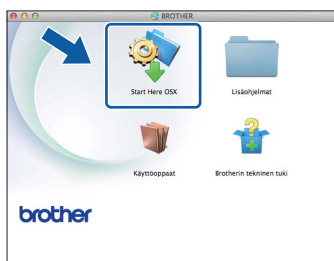 BROTHER
Start Here OSX
Lisäohjelmat
Käyttöoppaat
Brotherin tekninen tuki
brother